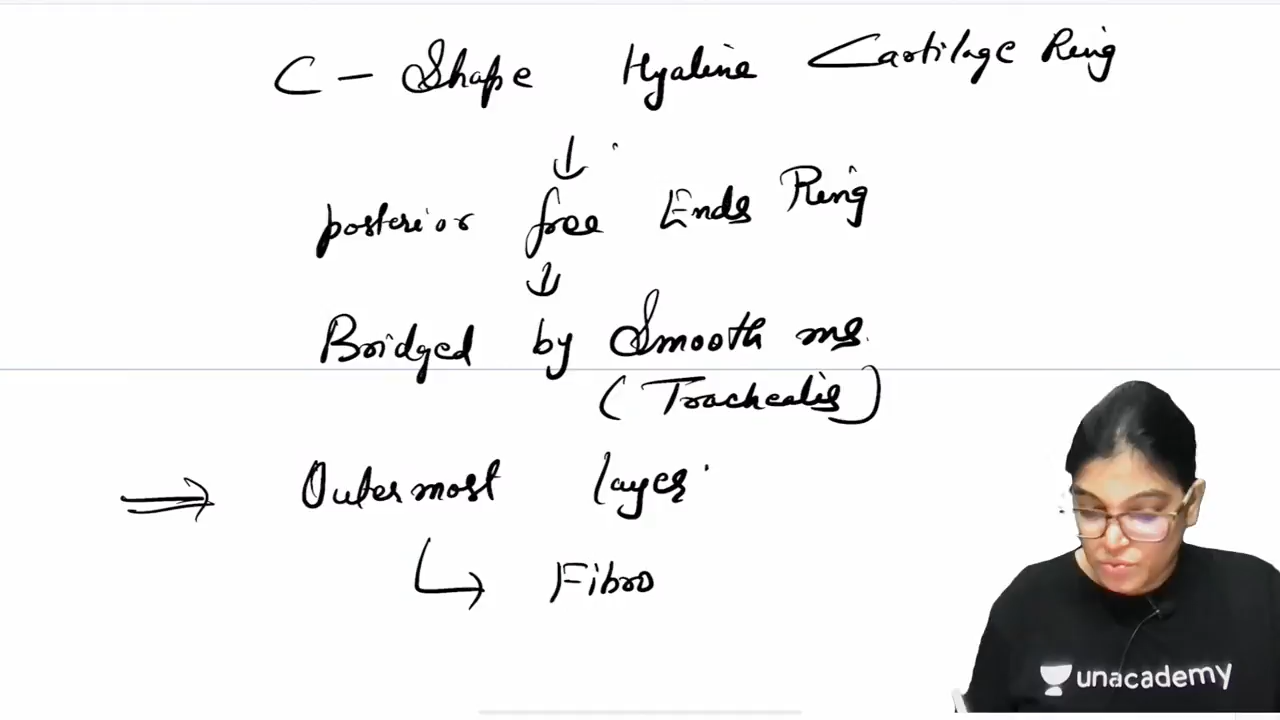 C - Shape Hyaline Cartilage Ring
↓
posterior free Ends Ring
↓
Bridged by Smooth ms.
(Trachealis)
⇒ Outermost layer
↳ Fibro
unacademy